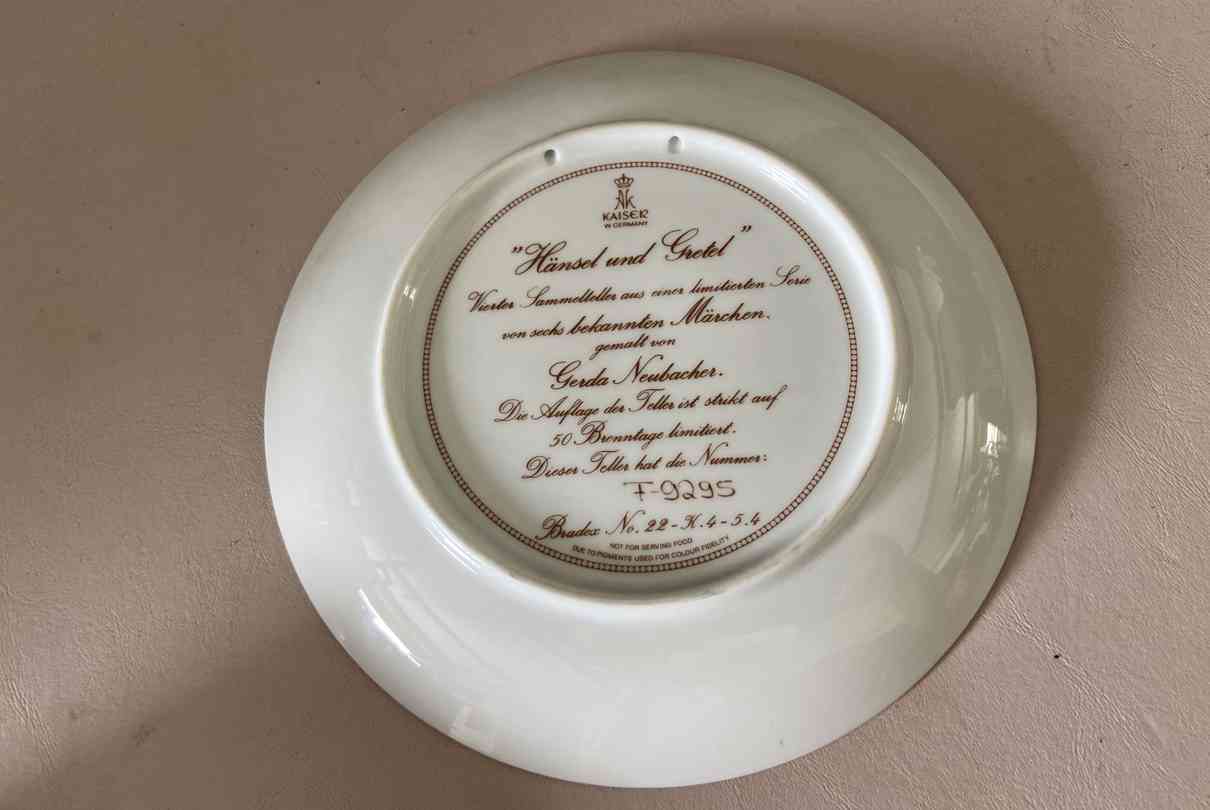 AK
KAISER
W. GERMANY
"Hänsel und Gretel"
Vierter Sammelteller aus einer limitierten Serie
von sechs bekannten Märchen.
gemalt von
Gerda Neubacher.
Die Auflage der Teller ist strikt auf
50 Brenntage limitiert.
Dieser Teller hat die Nummer:
F-9295
Bradex No. 22-K.4-5.4
NOT FOR SERVING FOOD
DUE TO PIGMENTS USED FOR COLOUR FIDELITY